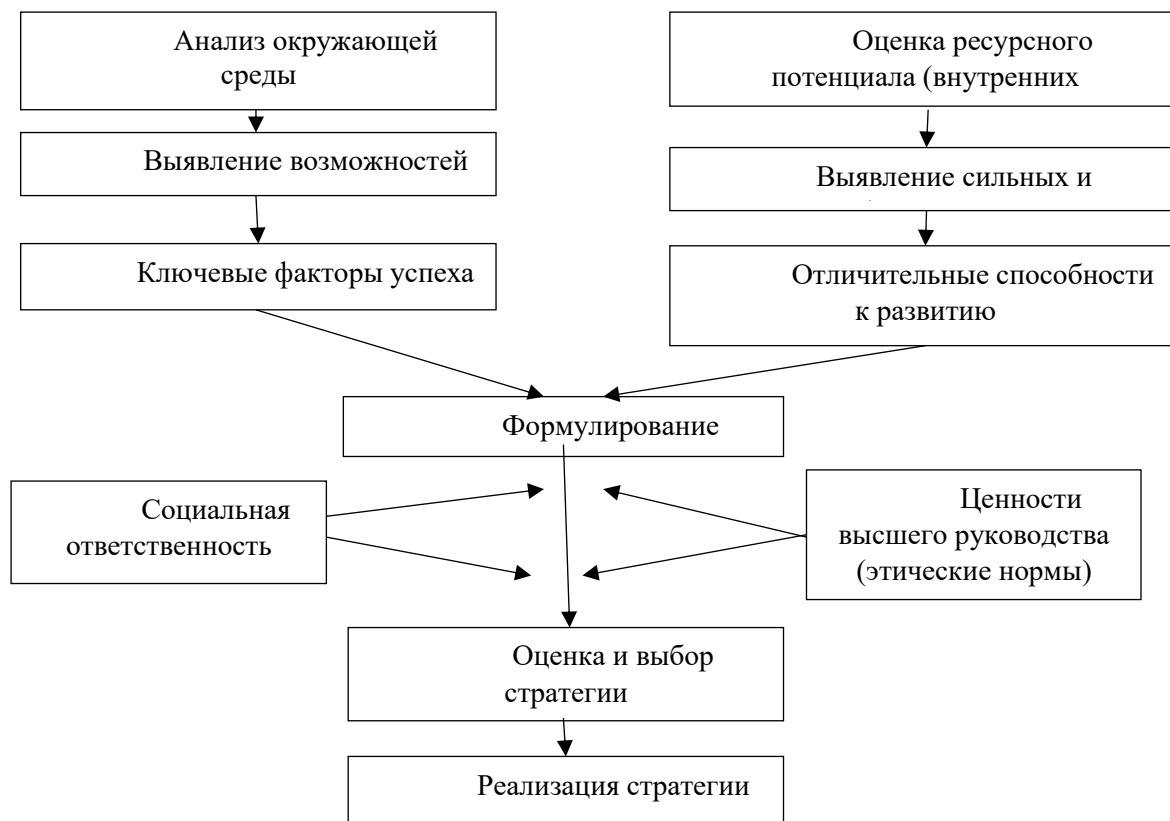 Анализ окружающей
среды
Оценка ресурсного
потенциала (внутренних
Выявление возможностей
Выявление сильных и
Ключевые факторы успеха
Отличительные способности
к развитию
Формулирование
Социальная
ответственность
Ценности
высшего руководства
(этические нормы)
Оценка и выбор
стратегии
Реализация стратегии